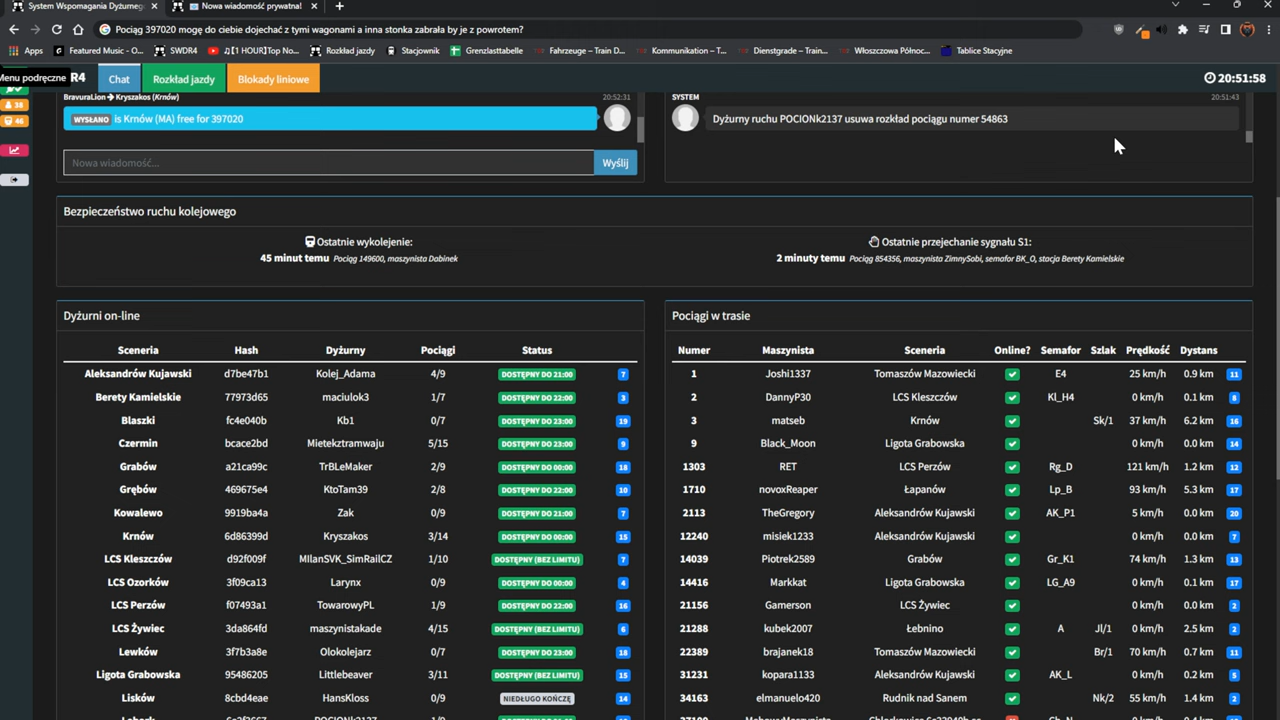 System Wspomagania Dyżurnego
Nowa wiadomość prywatna!
Pociąg 397020 mogę do ciebie dojechać z tymi wagonami a inna stonka zabrała by je z powrotem?
Apps
Featured Music - O...
SWDR4
[1 HOUR]Top No...
Rozkład jazdy
Stacjownik
Grenzlasttabelle
Fahrzeuge – Train D...
Kommunikation – T...
Dienstgrade – Train...
Włoszczowa Północ...
Tablice Stacyjne
Menu podręczne
R4
Chat
Rozkład jazdy
Blokady liniowe
20:51:58
38
46
BravuraLion → Kryszakos (Krnów)
20:52:31
WYSŁANO is Krnów (MA) free for 397020
Nowa wiadomość...
Wyślij
SYSTEM
20:51:43
Dyżurny ruchu POCIONk2137 usuwa rozkład pociągu numer 54863
Bezpieczeństwo ruchu kolejowego
Ostatnie wykolejenie:
45 minut temu Pociąg 149600, maszynista Dabinek
Ostatnie przejechanie sygnału S1:
2 minuty temu Pociąg 854356, maszynista ZimnySobi, semafor BK_O, stacja Berety Kamielskie
Dyżurni on-line
Sceneria Hash Dyżurny Pociągi Status
Aleksandrów Kujawski d7be47b1 Kolej_Adama 4/9 DOSTĘPNY DO 21:00 7
Berety Kamielskie 77973d65 maciulok3 1/7 DOSTĘPNY DO 22:00 3
Blaszki fc4e040b Kb1 0/7 DOSTĘPNY DO 23:00 19
Czermin bcace2bd Mietekztramwaju 5/15 DOSTĘPNY DO 23:00 9
Grabów a21ca99c TrBLeMaker 2/9 DOSTĘPNY DO 00:00 18
Grębów 469675e4 KtoTam39 2/8 DOSTĘPNY DO 22:00 10
Kowalewo 9919ba4a Zak 0/9 DOSTĘPNY DO 21:00 7
Krnów 6d86399d Kryszakos 3/14 DOSTĘPNY DO 00:00 15
LCS Kleszczów d92f009f MIlanSVK_SimRailCZ 1/10 DOSTĘPNY (BEZ LIMITU) 7
LCS Ozorków 3f09ca13 Larynx 0/9 DOSTĘPNY DO 00:00 4
LCS Perzów f07493a1 TowarowyPL 1/9 DOSTĘPNY DO 22:00 16
LCS Żywiec 3da864fd maszynistakade 4/15 DOSTĘPNY (BEZ LIMITU) 6
Lewków 3f7b3a8e Olokolejarz 0/7 DOSTĘPNY DO 23:00 18
Ligota Grabowska 95486205 Littlebeaver 3/11 DOSTĘPNY (BEZ LIMITU) 15
Lisków 8cbd4eae HansKloss 0/9 NIEDŁUGO KOŃCZĘ 14
POCIONk2137
Pociągi w trasie
Numer Maszynista Sceneria Online? Semafor Szlak Prędkość Dystans
1 Joshi1337 Tomaszów Mazowiecki E4 25 km/h 0.9 km 11
2 DannyP30 LCS Kleszczów Kl_H4 0 km/h 0.1 km 8
3 matseb Krnów Sk/1 37 km/h 6.2 km 16
9 Black_Moon Ligota Grabowska 0 km/h 0.0 km 14
1303 RET LCS Perzów Rg_D 121 km/h 1.2 km 12
1710 novoxReaper Łapanów Lp_B 93 km/h 5.3 km 17
2113 TheGregory Aleksandrów Kujawski AK_P1 5 km/h 0.0 km 20
12240 misiek1233 Aleksandrów Kujawski 0 km/h 0.0 km 7
14039 Piotrek2589 Grabów Gr_K1 74 km/h 1.3 km 13
14416 Markkat Ligota Grabowska LG_A9 0 km/h 0.1 km 17
21156 Gamerson LCS Żywiec 0 km/h 0.0 km 2
21288 kubek2007 Łebnino A Jl/1 0 km/h 2.5 km 2
22389 brajanek18 Tomaszów Mazowiecki Br/1 70 km/h 0.7 km 11
31231 kopara1133 Aleksandrów Kujawski AK_L 0 km/h 0.2 km 5
34163 elmanuelo420 Rudnik nad Sanem Nk/2 55 km/h 1.4 km 2